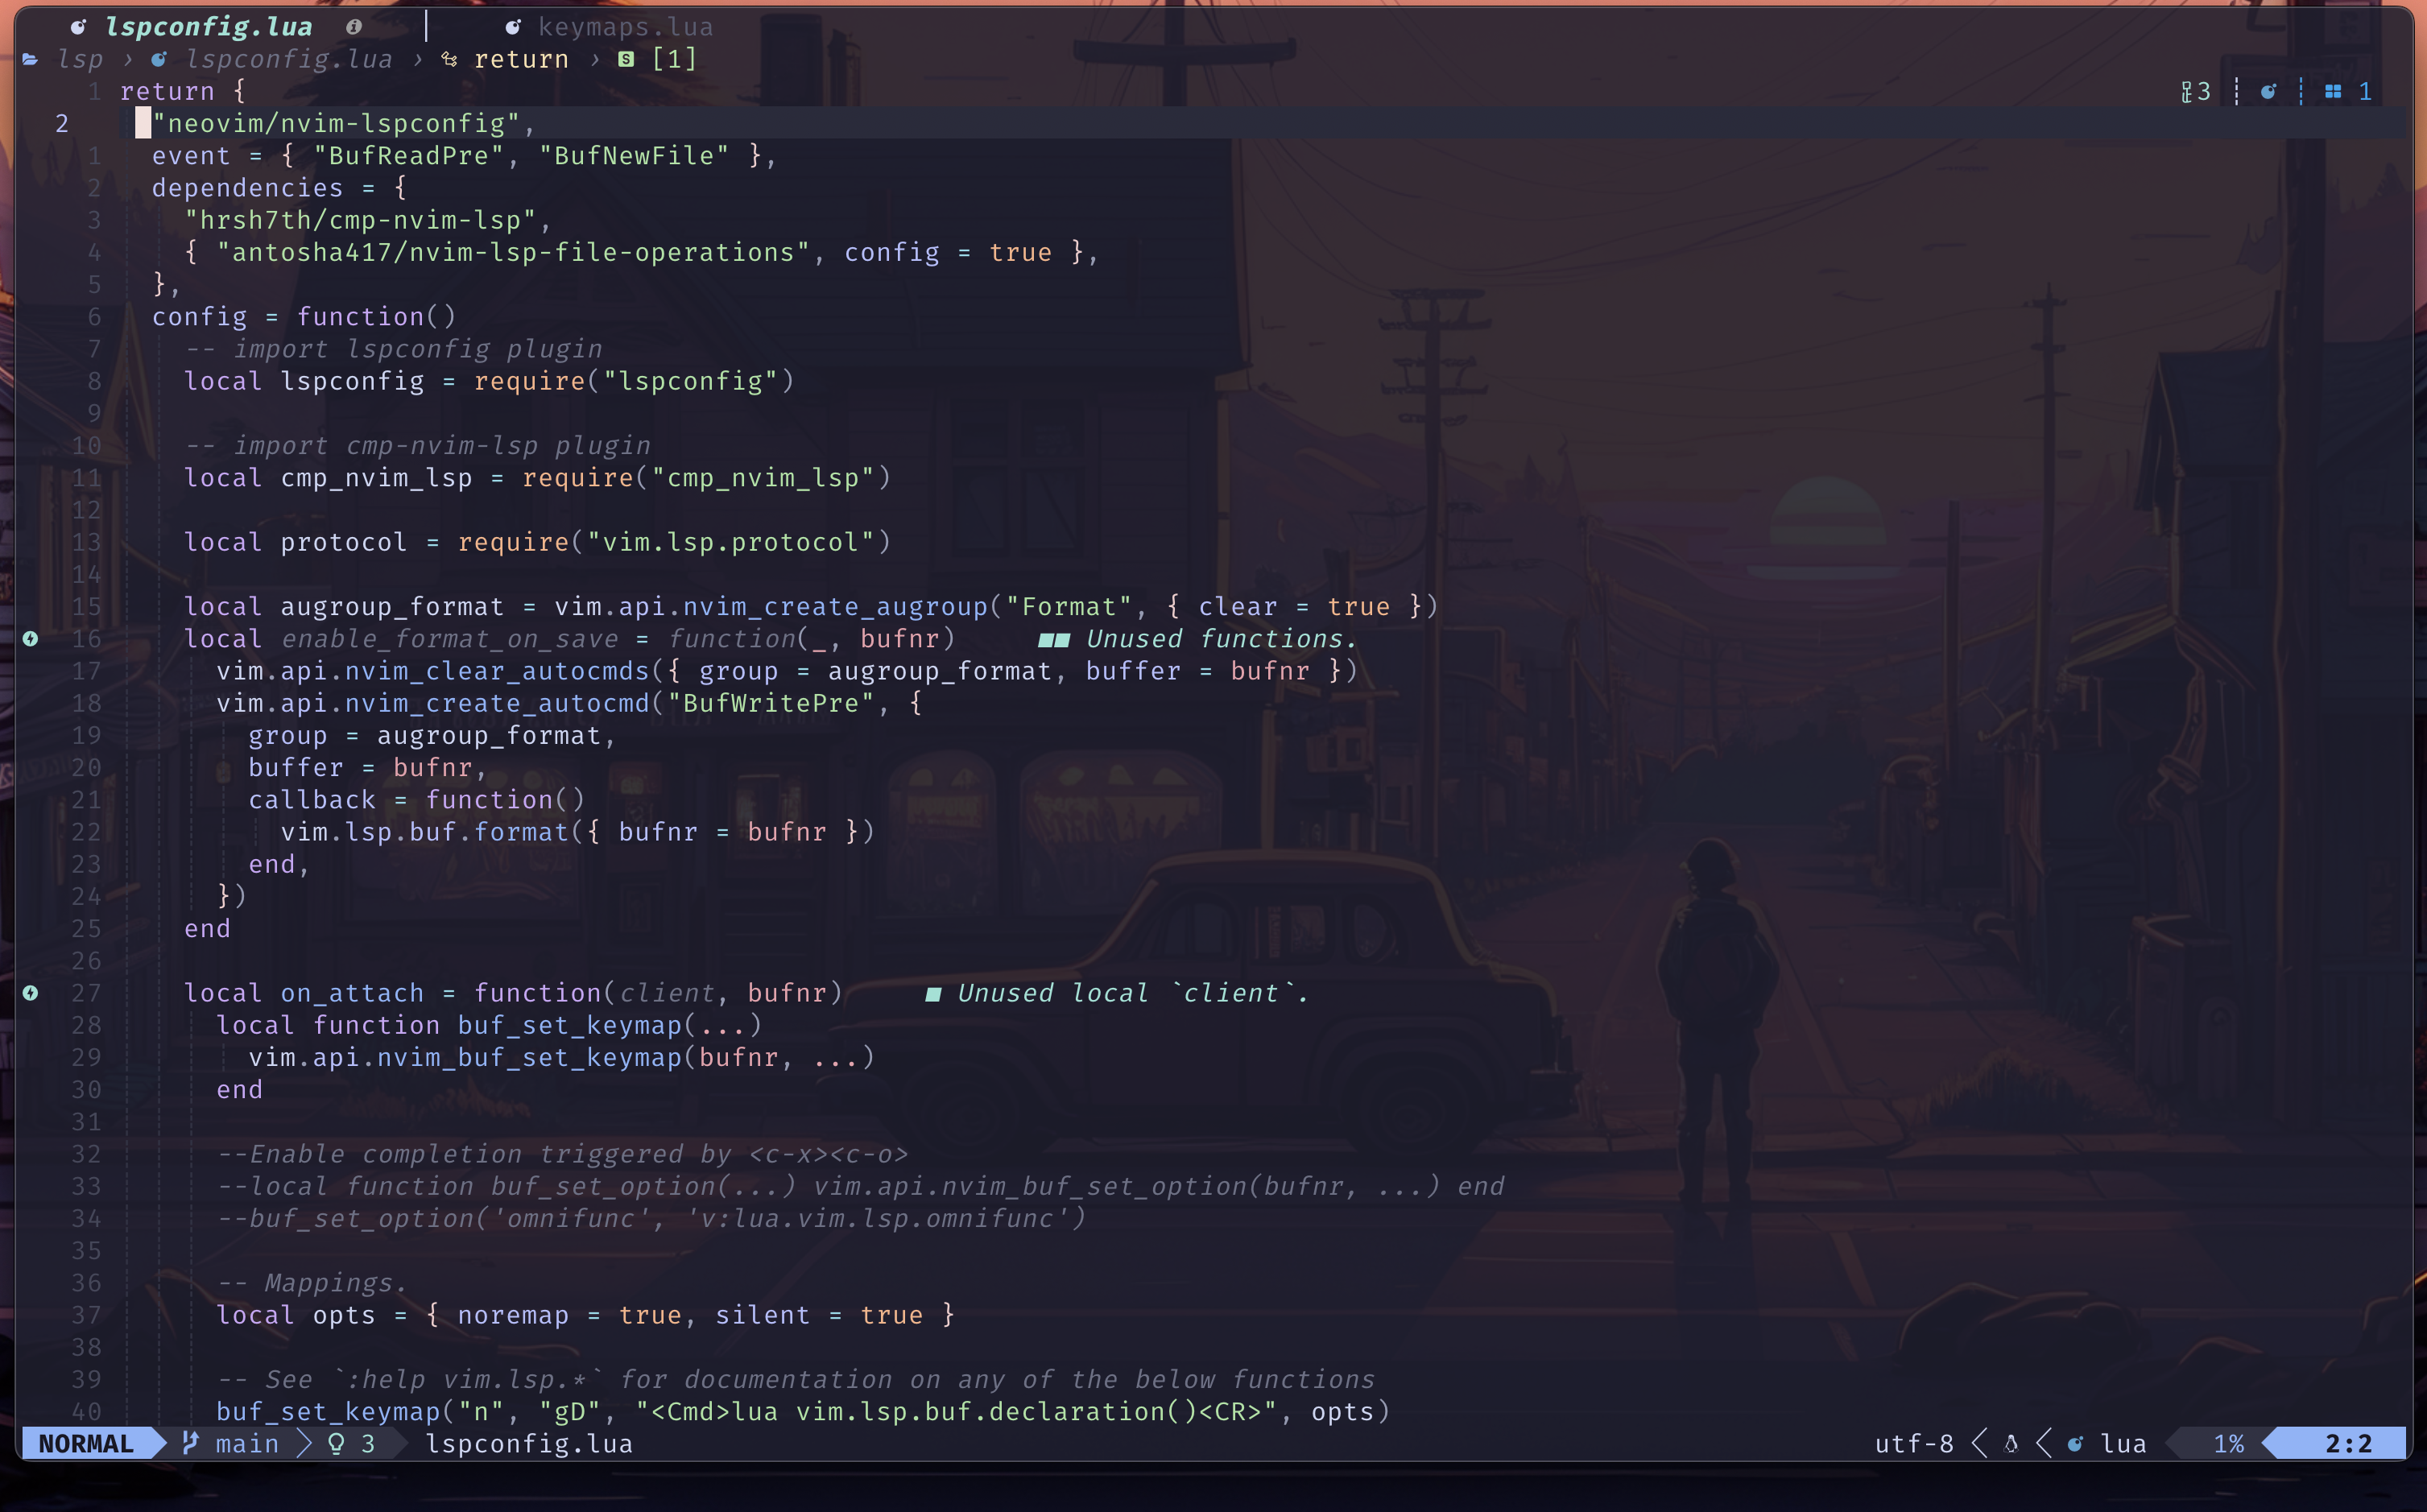 lspconfig.lua keymaps.lua
lsp › lspconfig.lua › return › [1]
1 return { 3 1
2 "neovim/nvim-lspconfig",
1 event = { "BufReadPre", "BufNewFile" },
2 dependencies = {
3 "hrsh7th/cmp-nvim-lsp",
4 { "antosha417/nvim-lsp-file-operations", config = true },
5 },
6 config = function()
7 -- import lspconfig plugin
8 local lspconfig = require("lspconfig")
9
10 -- import cmp-nvim-lsp plugin
11 local cmp_nvim_lsp = require("cmp_nvim_lsp")
12
13 local protocol = require("vim.lsp.protocol")
14
15 local augroup_format = vim.api.nvim_create_augroup("Format", { clear = true })
16 local enable_format_on_save = function(_, bufnr) ■■ Unused functions.
17 vim.api.nvim_clear_autocmds({ group = augroup_format, buffer = bufnr })
18 vim.api.nvim_create_autocmd("BufWritePre", {
19 group = augroup_format,
20 buffer = bufnr,
21 callback = function()
22 vim.lsp.buf.format({ bufnr = bufnr })
23 end,
24 })
25 end
26
27 local on_attach = function(client, bufnr) ■ Unused local `client`.
28 local function buf_set_keymap(...)
29 vim.api.nvim_buf_set_keymap(bufnr, ...)
30 end
31
32 --Enable completion triggered by <c-x><c-o>
33 --local function buf_set_option(...) vim.api.nvim_buf_set_option(bufnr, ...) end
34 --buf_set_option('omnifunc', 'v:lua.vim.lsp.omnifunc')
35
36 -- Mappings.
37 local opts = { noremap = true, silent = true }
38
39 -- See `:help vim.lsp.*` for documentation on any of the below functions
40 buf_set_keymap("n", "gD", "<Cmd>lua vim.lsp.buf.declaration()<CR>", opts)
NORMAL main 3 lspconfig.lua utf-8 lua 1% 2:2